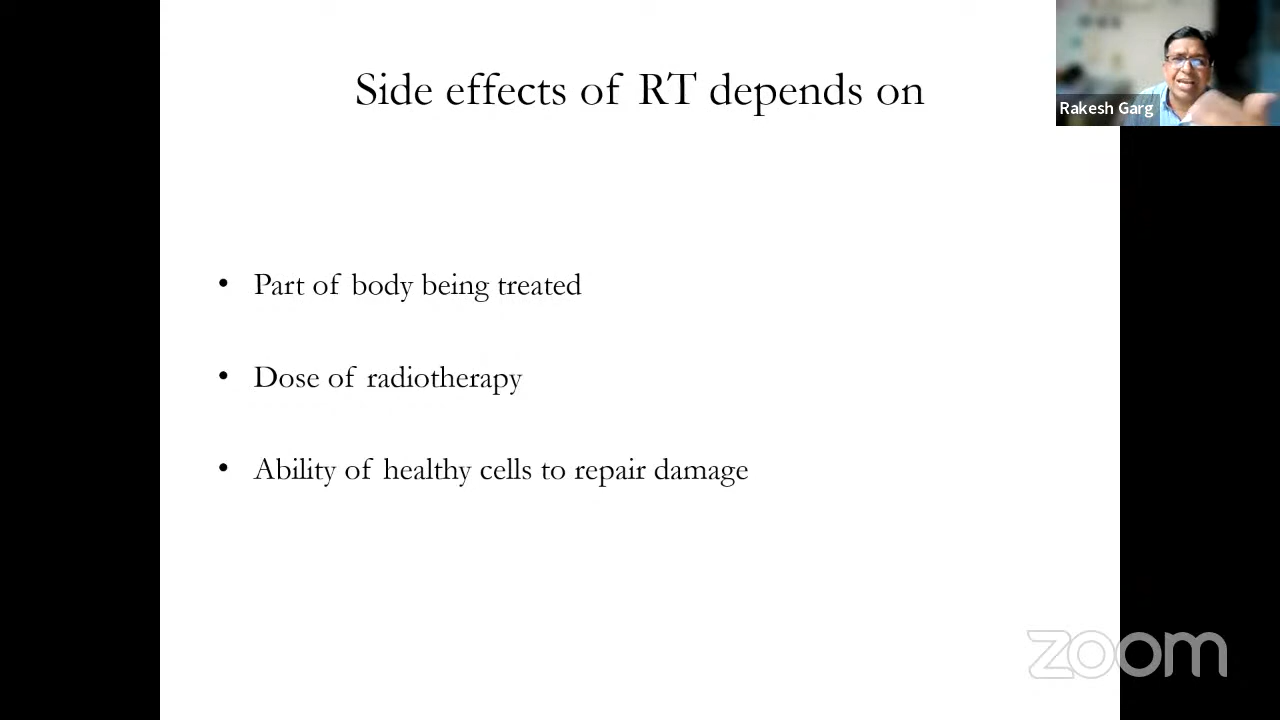 Side effects of RT depends on
Rakesh Garg
• Part of body being treated
• Dose of radiotherapy
• Ability of healthy cells to repair damage
zoom